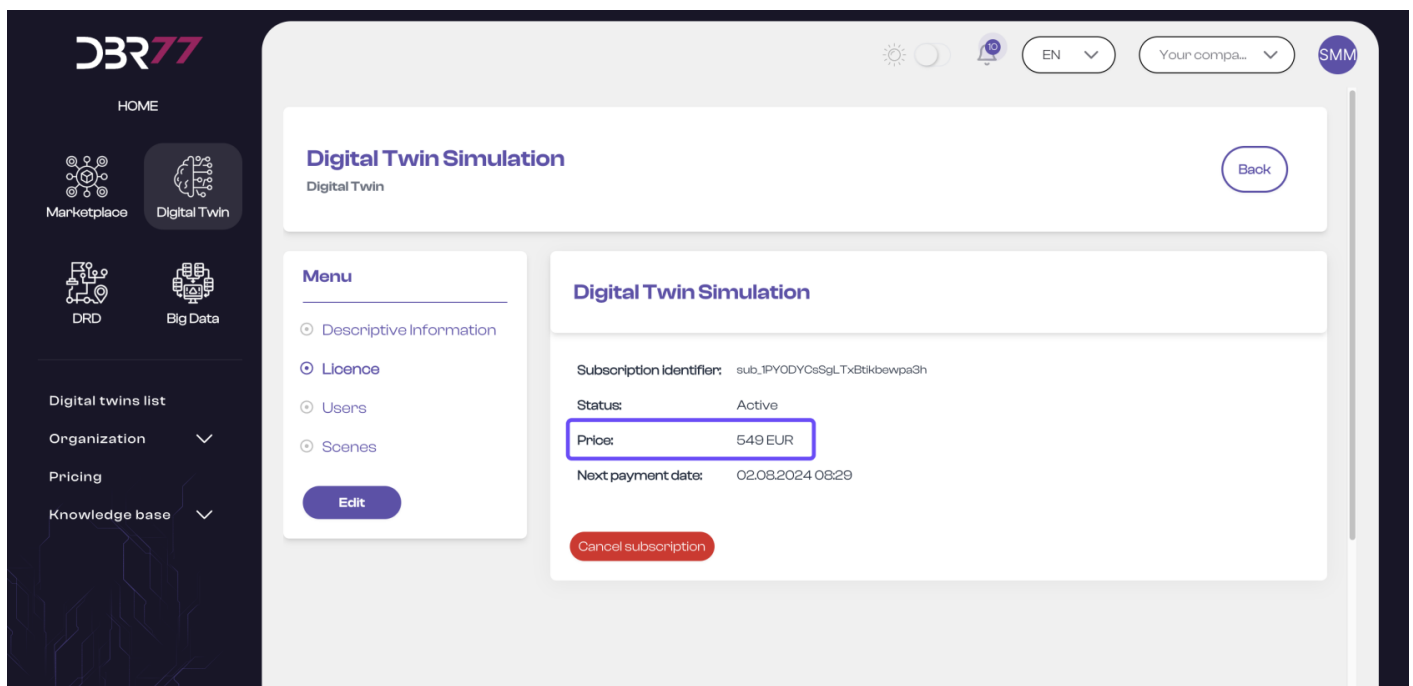 DBR77
HOME
Marketplace
Digital Twin
DRD
Big Data
Digital twins list
Organization
Pricing
Knowledge base
10
EN
Your compa...
SMM
Digital Twin Simulation
Digital Twin
Back
Menu
Descriptive Information
Licence
Users
Scenes
Edit
Digital Twin Simulation
Subscription identifier: sub_1PY0DYCsSgLTxBtikbewpa3h
Status: Active
Price: 549 EUR
Next payment date: 02.08.2024 08:29
Cancel subscription